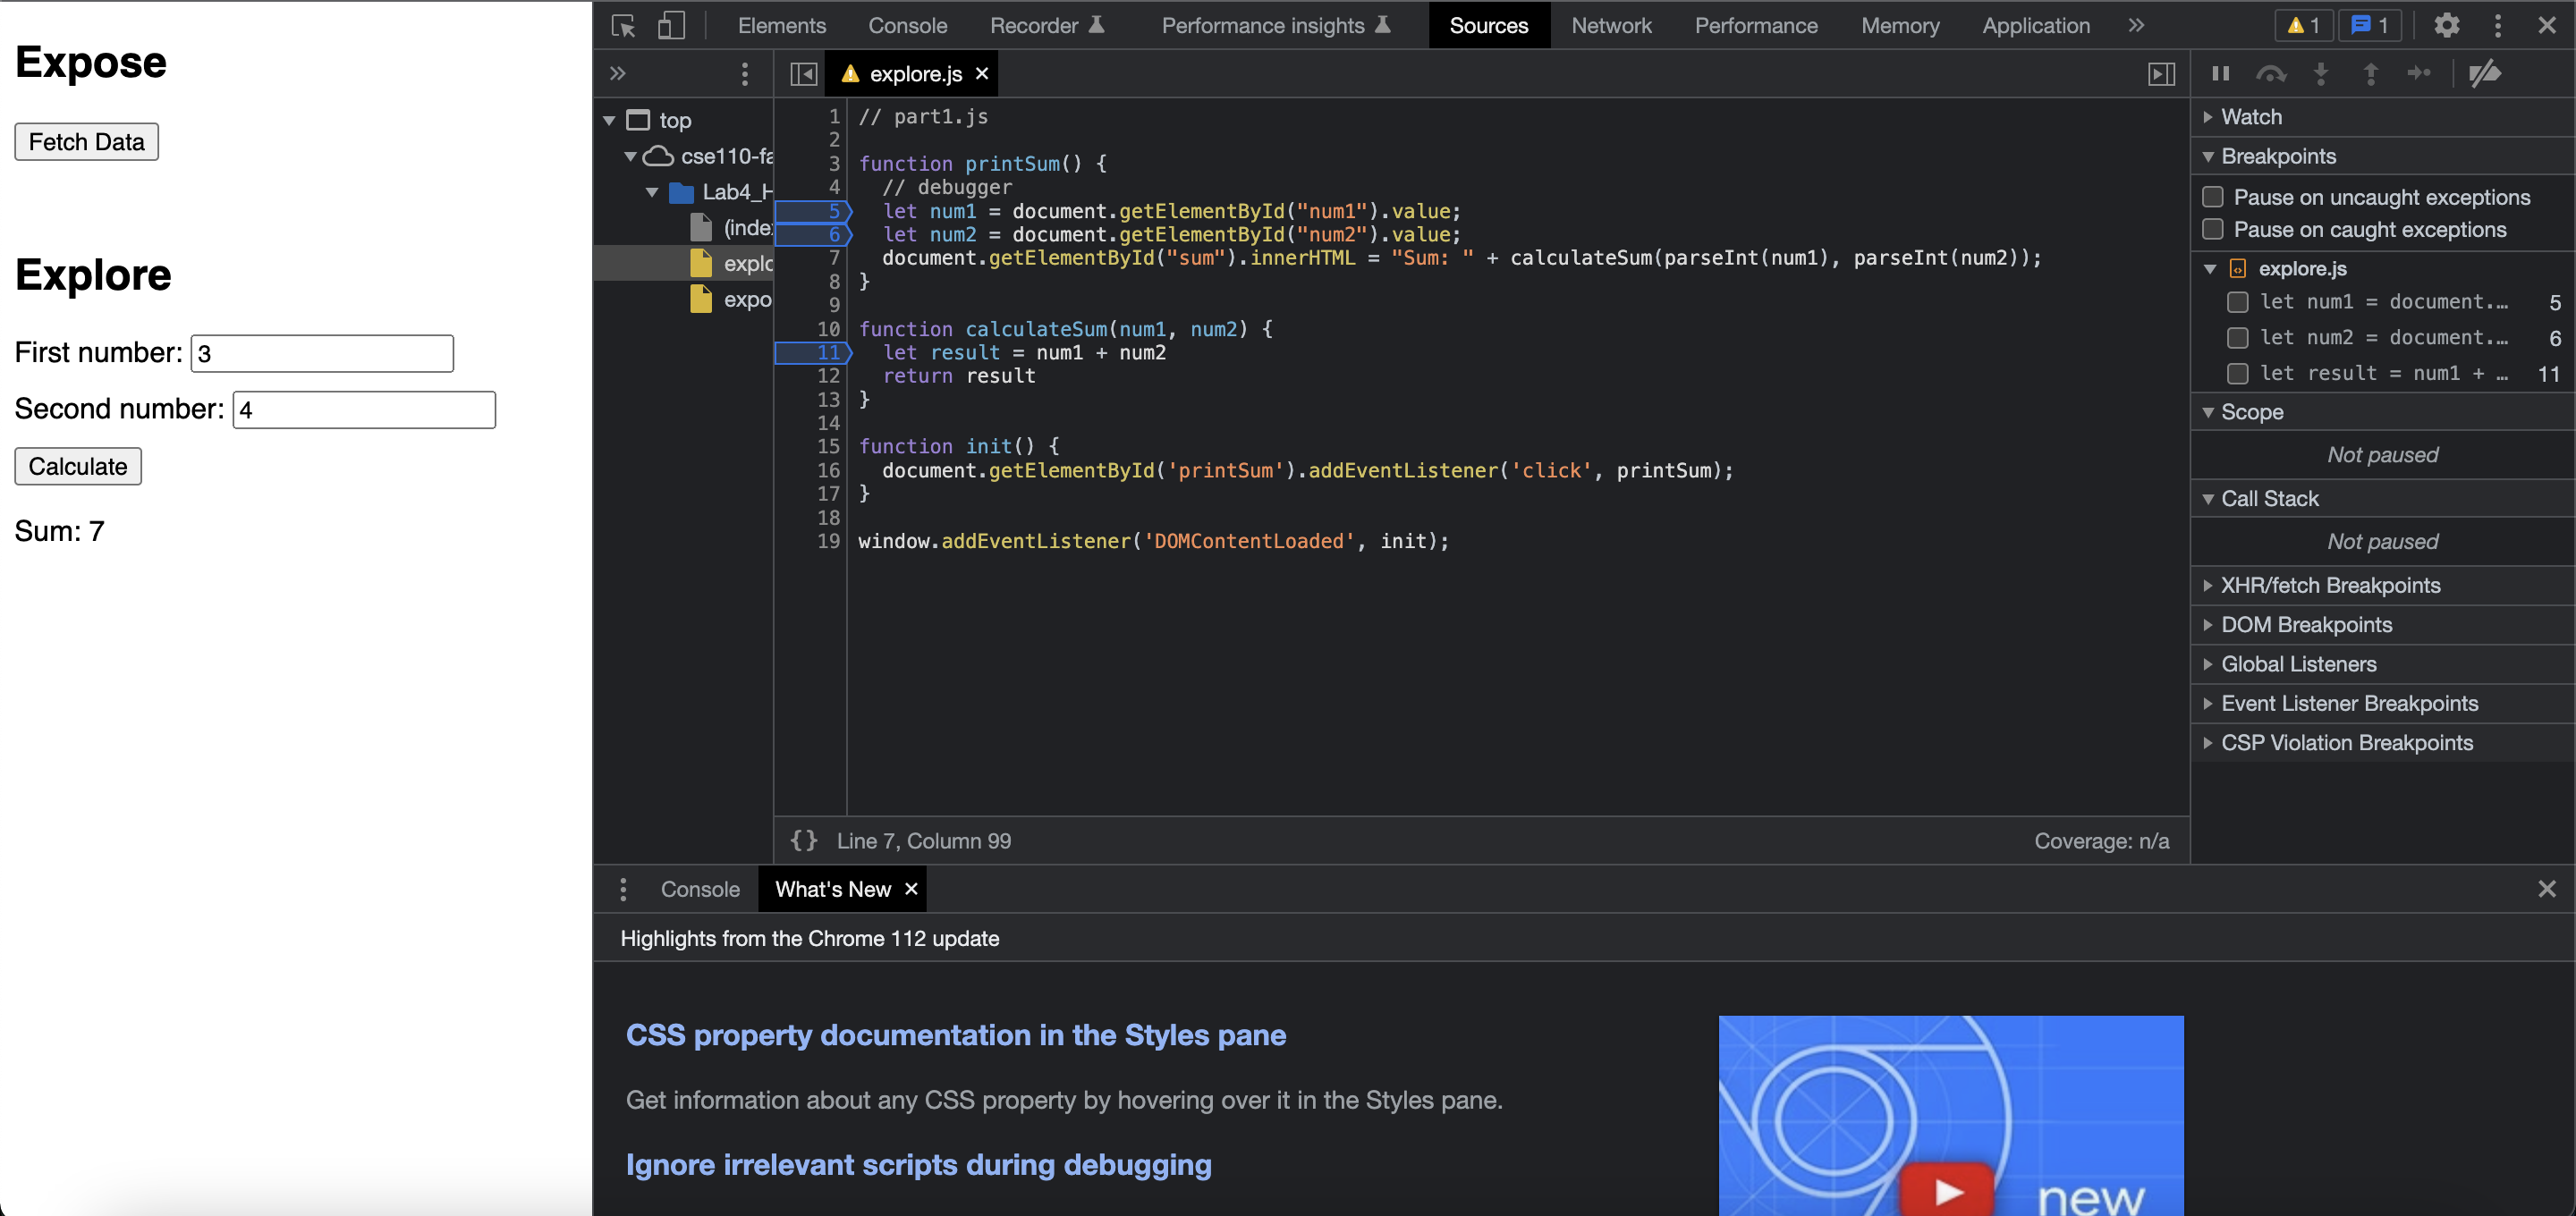 Expose
Fetch Data
Explore
First number: 3
Second number: 4
Calculate
Sum: 7
Elements Console Recorder Performance insights Sources Network Performance Memory Application » 1 1
» explore.js ×
top
cse110-fa
Lab4_H
(inde
explo
expo
1 // part1.js
2
3 function printSum() {
4 // debugger
5 let num1 = document.getElementById("num1").value;
6 let num2 = document.getElementById("num2").value;
7 document.getElementById("sum").innerHTML = "Sum: " + calculateSum(parseInt(num1), parseInt(num2));
8 }
9
10 function calculateSum(num1, num2) {
11 let result = num1 + num2
12 return result
13 }
14
15 function init() {
16 document.getElementById('printSum').addEventListener('click', printSum);
17 }
18
19 window.addEventListener('DOMContentLoaded', init);
{} Line 7, Column 99 Coverage: n/a
Watch
Breakpoints
Pause on uncaught exceptions
Pause on caught exceptions
explore.js
let num1 = document.… 5
let num2 = document.… 6
let result = num1 + … 11
Scope
Not paused
Call Stack
Not paused
XHR/fetch Breakpoints
DOM Breakpoints
Global Listeners
Event Listener Breakpoints
CSP Violation Breakpoints
Console What's New ×
Highlights from the Chrome 112 update
CSS property documentation in the Styles pane
Get information about any CSS property by hovering over it in the Styles pane.
Ignore irrelevant scripts during debugging
new